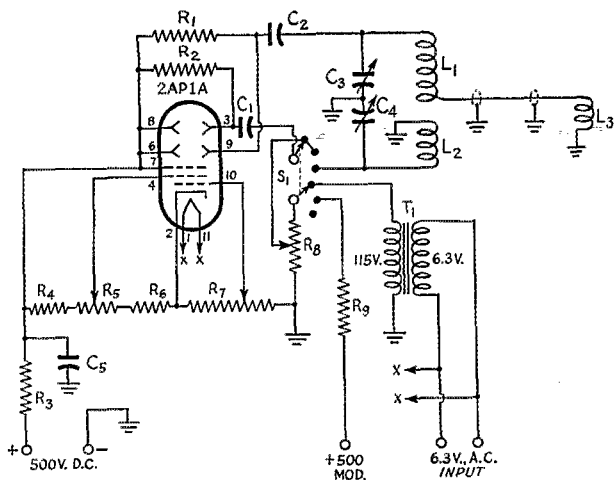 R1
C2
R2
2AP1A
C3
L1
8
3
C1
6
9
C4
L3
7
4
10
S1
L2
2
1
11
X X
R8
T1
115V.
6.3V.
R4
R5
R6
R7
R9
C5
X
R3
X
+
500V. D.C.
-
+500
MOD.
6.3V., A.C.
INPUT